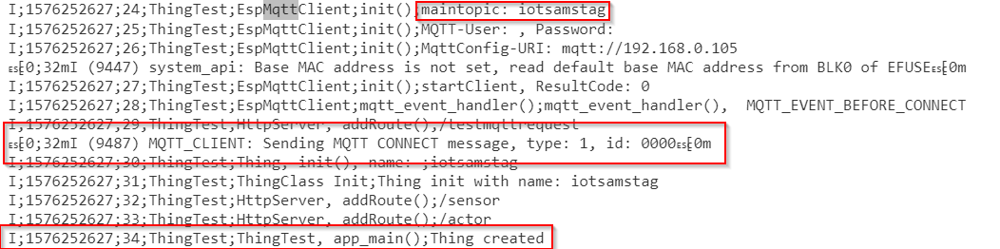 I;1576252627;24;ThingTest;EspMqttClient;init();maintopic: iotsamstag
I;1576252627;25;ThingTest;EspMqttClient;init();MQTT-User: , Password:
I;1576252627;26;ThingTest;EspMqttClient;init();MqttConfig-URI: mqtt://192.168.0.105
␛[0;32mI (9447) system_api: Base MAC address is not set, read default base MAC address from BLK0 of EFUSE␛[0m
I;1576252627;27;ThingTest;EspMqttClient;init();startClient, ResultCode: 0
I;1576252627;28;ThingTest;EspMqttClient;mqtt_event_handler();mqtt_event_handler(),  MQTT_EVENT_BEFORE_CONNECT
I;1576252627;29;ThingTest;HttpServer, addRoute();/testmqttrequest
␛[0;32mI (9487) MQTT_CLIENT: Sending MQTT CONNECT message, type: 1, id: 0000␛[0m
I;1576252627;30;ThingTest;Thing, init(), name: ;iotsamstag
I;1576252627;31;ThingTest;ThingClass Init;Thing init with name: iotsamstag
I;1576252627;32;ThingTest;HttpServer, addRoute();/sensor
I;1576252627;33;ThingTest;HttpServer, addRoute();/actor
I;1576252627;34;ThingTest;ThingTest, app_main();Thing created